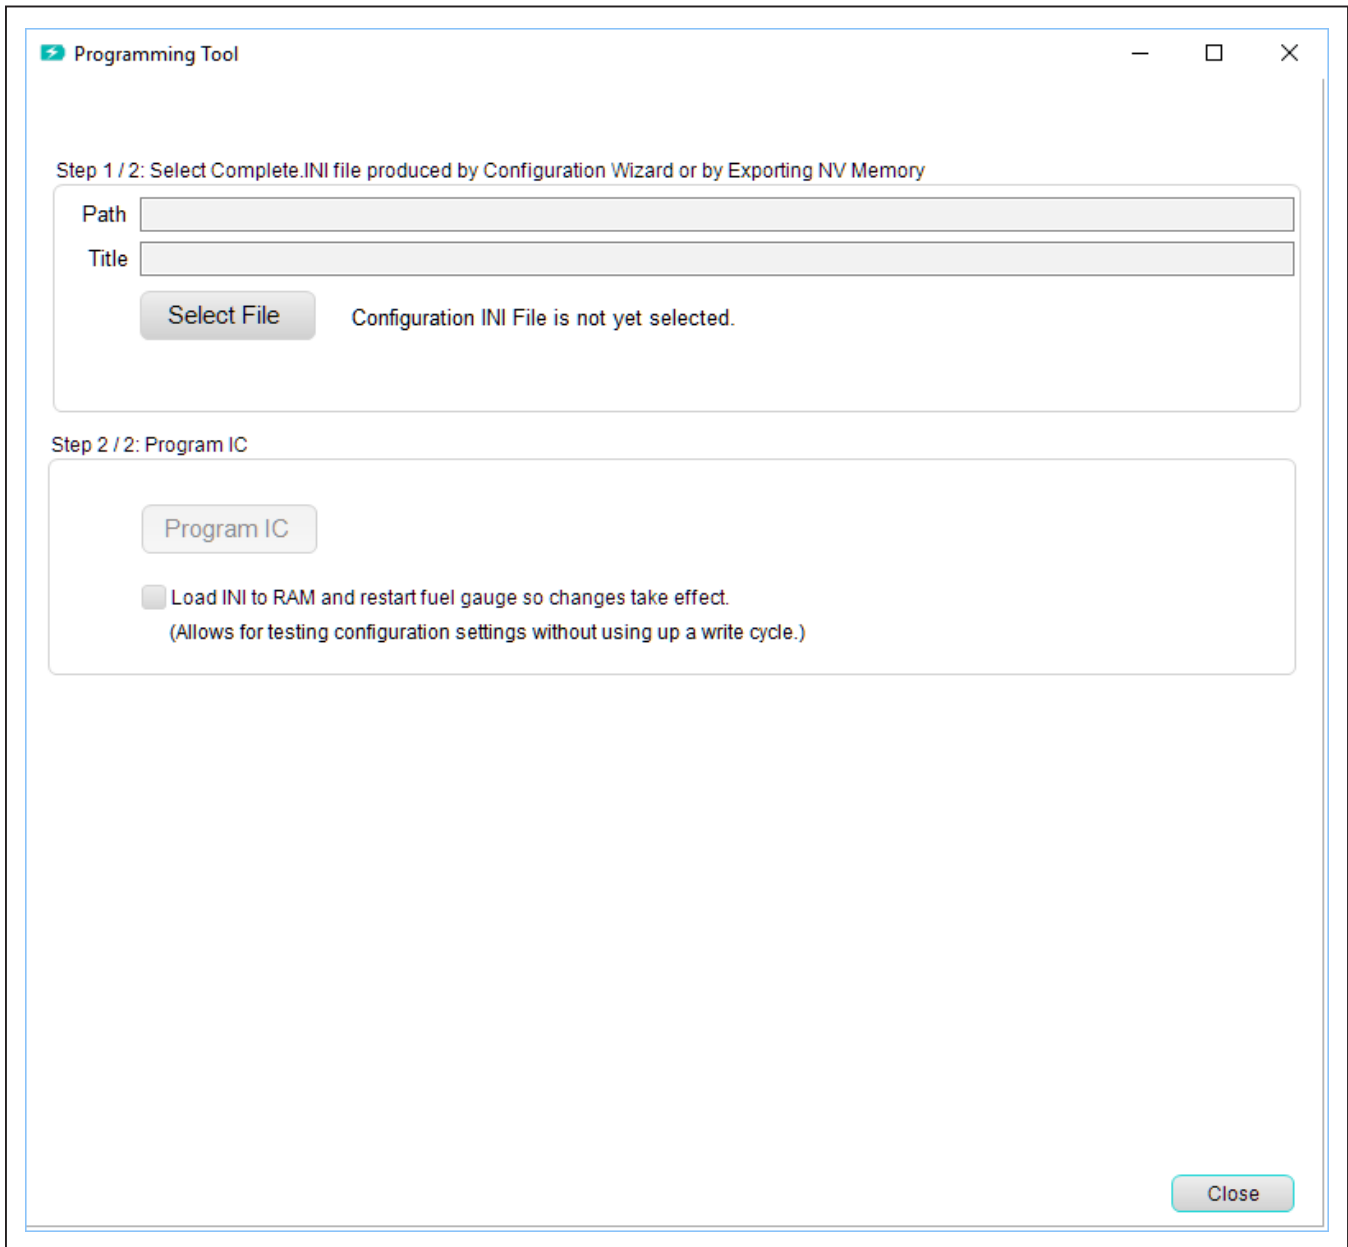 Programming Tool
Step 1 / 2: Select Complete.INI file produced by Configuration Wizard or by Exporting NV Memory
Path
Title
Select File
Configuration INI File is not yet selected.
Step 2 / 2: Program IC
Program IC
Load INI to RAM and restart fuel gauge so changes take effect.
(Allows for testing configuration settings without using up a write cycle.)
Close